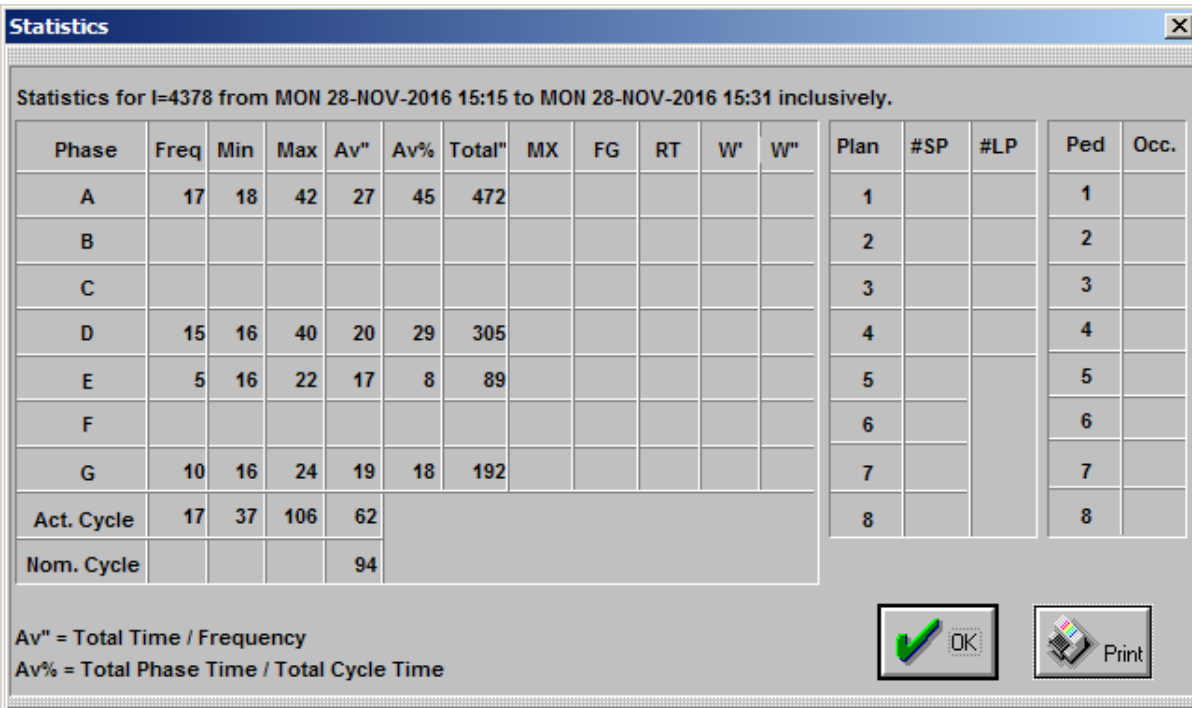 Statistics
Statistics for I=4378 from MON 28-NOV-2016 15:15 to MON 28-NOV-2016 15:31 inclusively.
Phase Freq Min Max Av" Av% Total" MX FG RT W' W" Plan #SP #LP Ped Occ.
A 17 18 42 27 45 472 1 1
B 2 2
C 3 3
D 15 16 40 20 29 305 4 4
E 5 16 22 17 8 89 5 5
F 6 6
G 10 16 24 19 18 192 7 7
Act. Cycle 17 37 106 62 8 8
Nom. Cycle 94
Av" = Total Time / Frequency
Av% = Total Phase Time / Total Cycle Time
OK Print